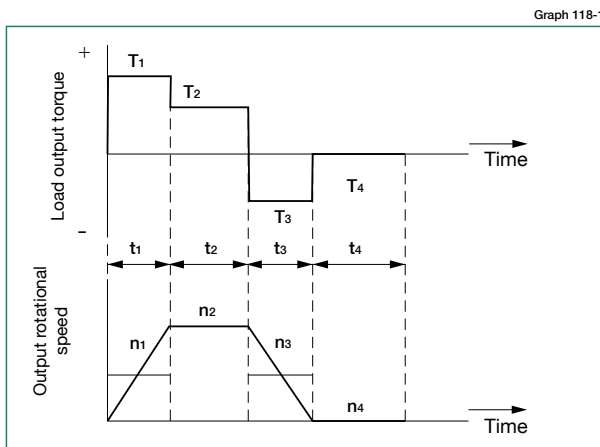 Graph 118-1
+
T1
T2
Load output torque
Time
T4
T3
-
t1 t2 t3 t4
Output rotational
speed
n2
n1 n3
n4
Time